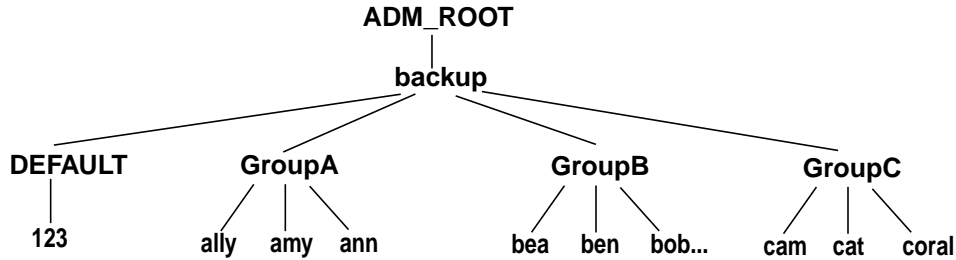 ADM_ROOT
backup
DEFAULT GroupA GroupB GroupC
123 ally amy ann bea ben bob... cam cat coral